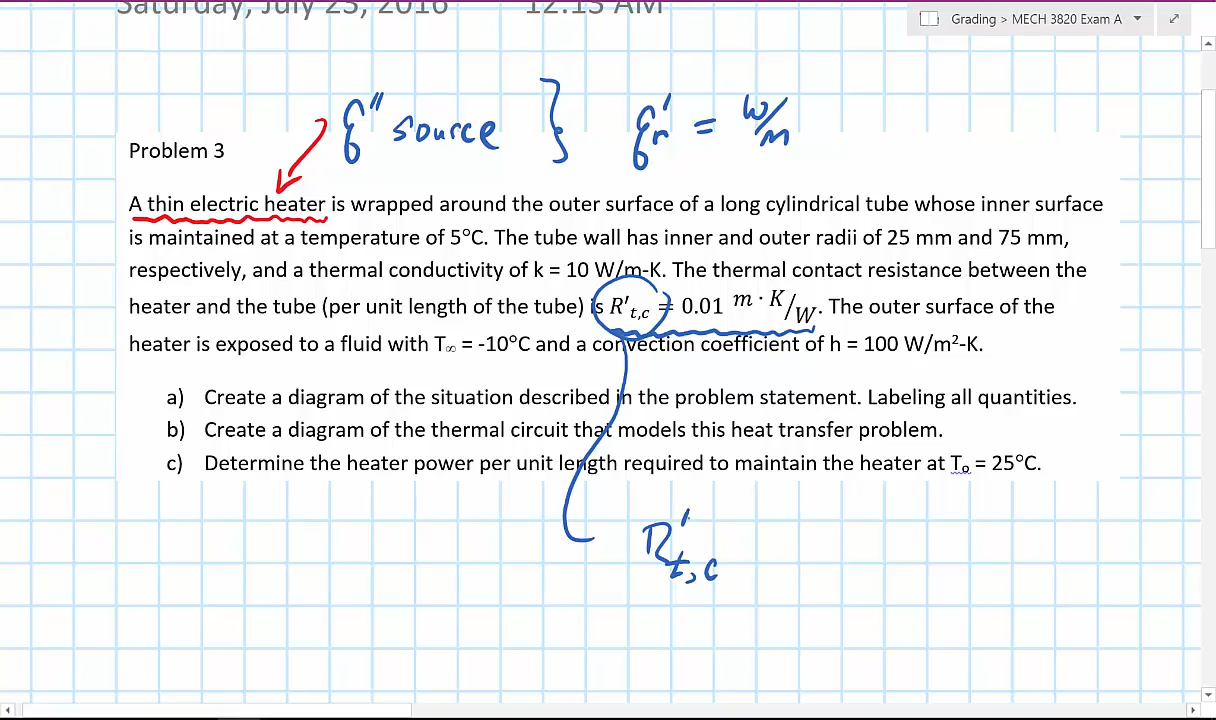 Saturday, July 23, 2016 12:15 AM
Grading > MECH 3820 Exam A
q" source } q'n = W/m
Problem 3
A thin electric heater is wrapped around the outer surface of a long cylindrical tube whose inner surface
is maintained at a temperature of 5°C. The tube wall has inner and outer radii of 25 mm and 75 mm,
respectively, and a thermal conductivity of k = 10 W/m-K. The thermal contact resistance between the
heater and the tube (per unit length of the tube) is R't,c = 0.01 m · K/W. The outer surface of the
heater is exposed to a fluid with T∞ = -10°C and a convection coefficient of h = 100 W/m²-K.
a) Create a diagram of the situation described in the problem statement. Labeling all quantities.
b) Create a diagram of the thermal circuit that models this heat transfer problem.
c) Determine the heater power per unit length required to maintain the heater at To = 25°C.
R't,c